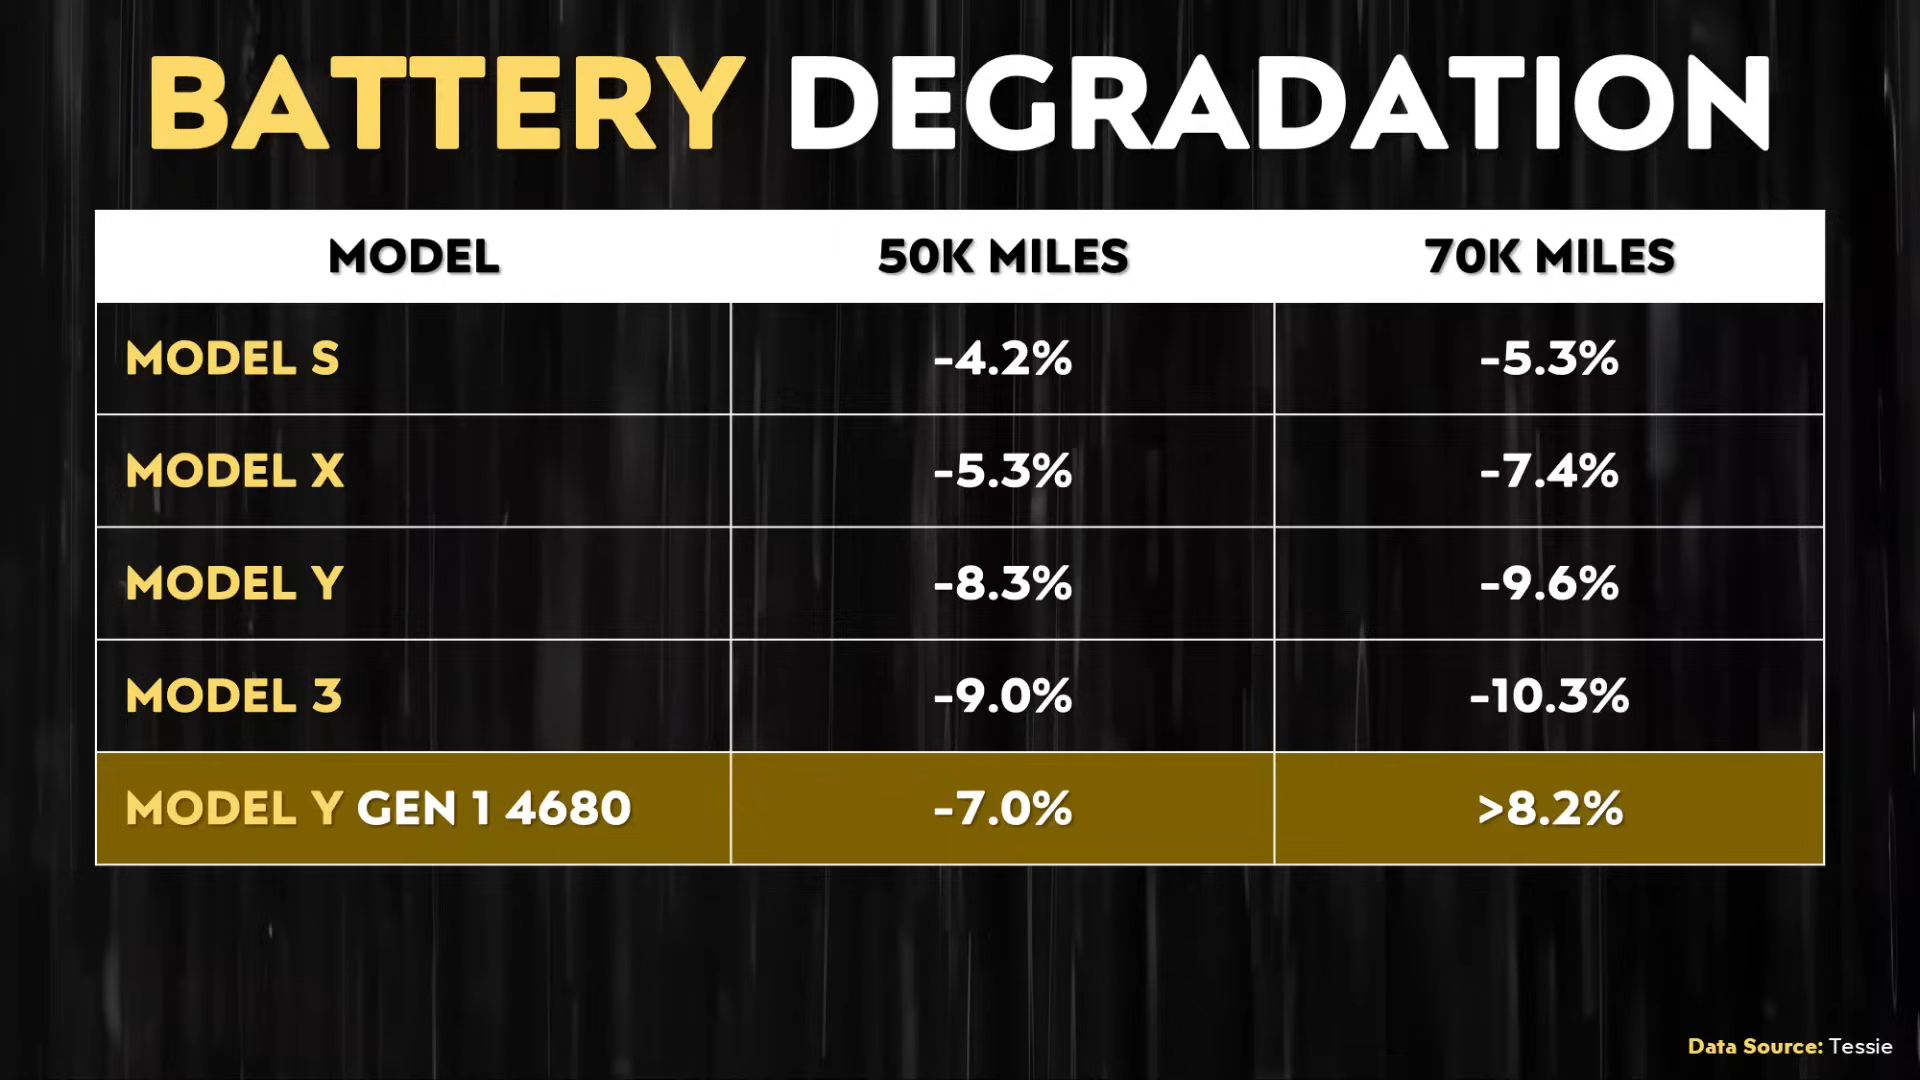 BATTERY DEGRADATION
MODEL 50K MILES 70K MILES
MODEL S -4.2% -5.3%
MODEL X -5.3% -7.4%
MODEL Y -8.3% -9.6%
MODEL 3 -9.0% -10.3%
MODEL Y GEN 1 4680 -7.0% >8.2%
Data Source: Tessie